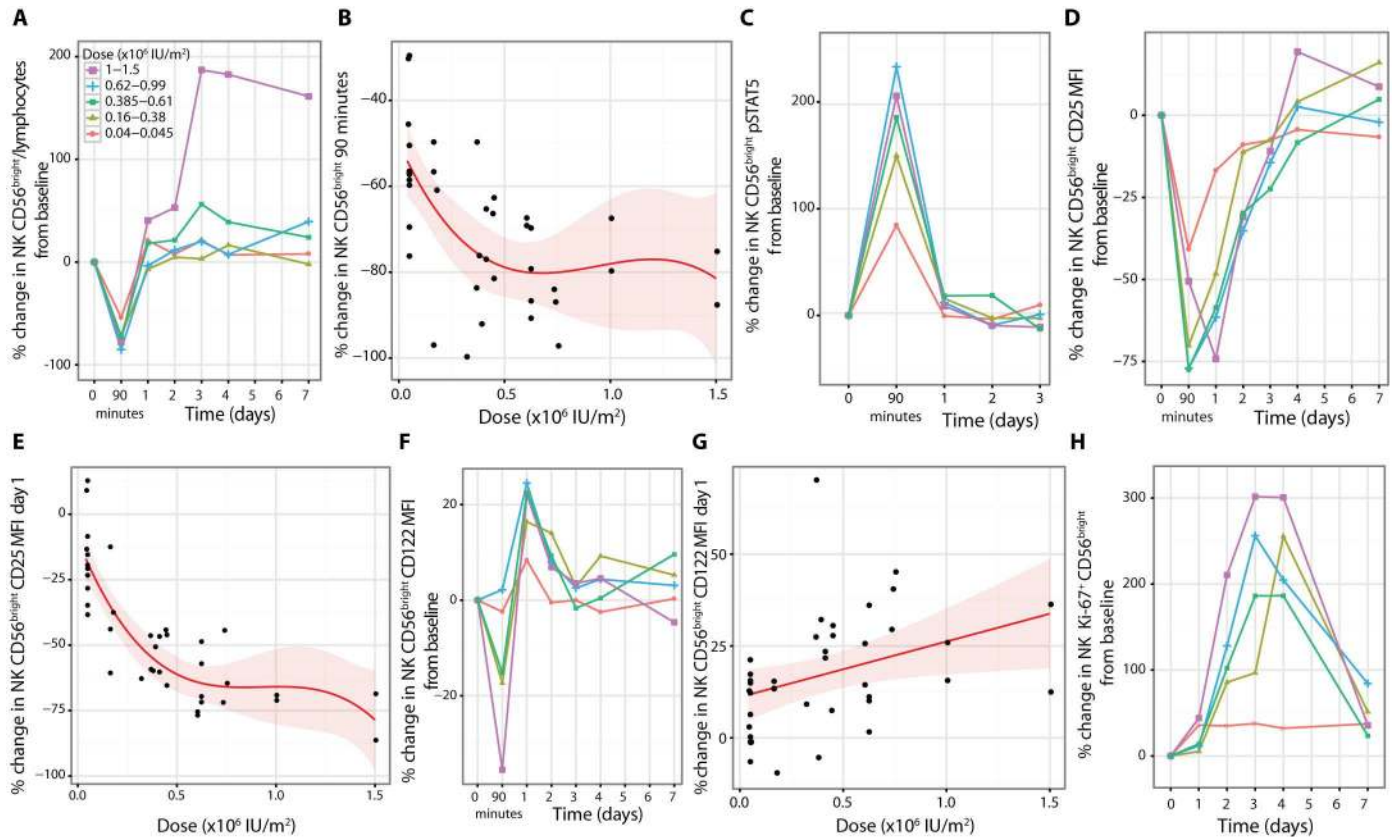 A
% change in NK CD56bright/lymphocytes
from baseline
200
100
0
-100
Dose (x10⁶ IU/m²)
1–1.5
0.62–0.99
0.385–0.61
0.16–0.38
0.04–0.045
0 90 1 2 3 4 5 6 7
minutes Time (days)
B
% change in NK CD56bright 90 minutes
−40
−60
−80
−100
0.0 0.5 1.0 1.5
Dose (x10⁶ IU/m²)
C
% change in NK CD56bright pSTAT5
from baseline
200
100
0
0 90 1 2 3
minutes Time (days)
D
% change in NK CD56bright CD25 MFI
from baseline
0
−25
−50
−75
0 90 1 2 3 4 5 6 7
minutes Time (days)
E
% change in NK CD56bright CD25 MFI day 1
0
−25
−50
−75
−100
0.0 0.5 1.0 1.5
Dose (x10⁶ IU/m²)
F
% change in NK CD56bright CD122 MFI
from baseline
20
0
−20
0 90 1 2 3 4 5 6 7
minutes Time (days)
G
% change in NK CD56bright CD122 MFI day 1
50
25
0
0.0 0.5 1.0 1.5
Dose (x10⁶ IU/m²)
H
% change in NK Ki-67⁺ CD56bright
from baseline
300
200
100
0
0 1 2 3 4 5 6 7
Time (days)